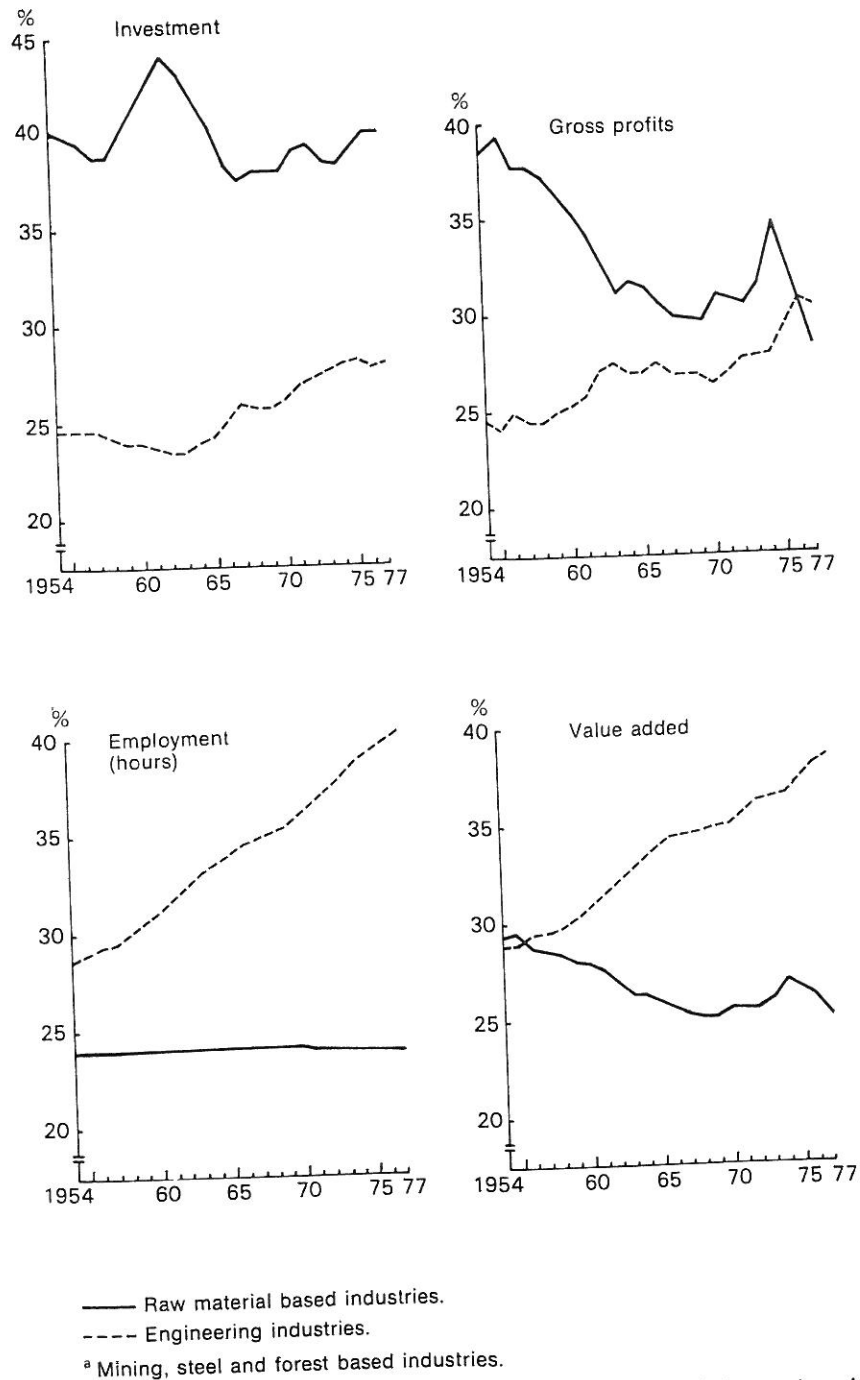 %
45
Investment
40
35
30
25
20
1954 60 65 70 75 77
%
40
Gross profits
35
30
25
20
1954 60 65 70 75 77
%
40
Employment
(hours)
35
30
25
20
1954 60 65 70 75 77
%
40
Value added
35
30
25
20
1954 60 65 70 75 77
Raw material based industries.
Engineering industries.
ᵃ Mining, steel and forest based industries.